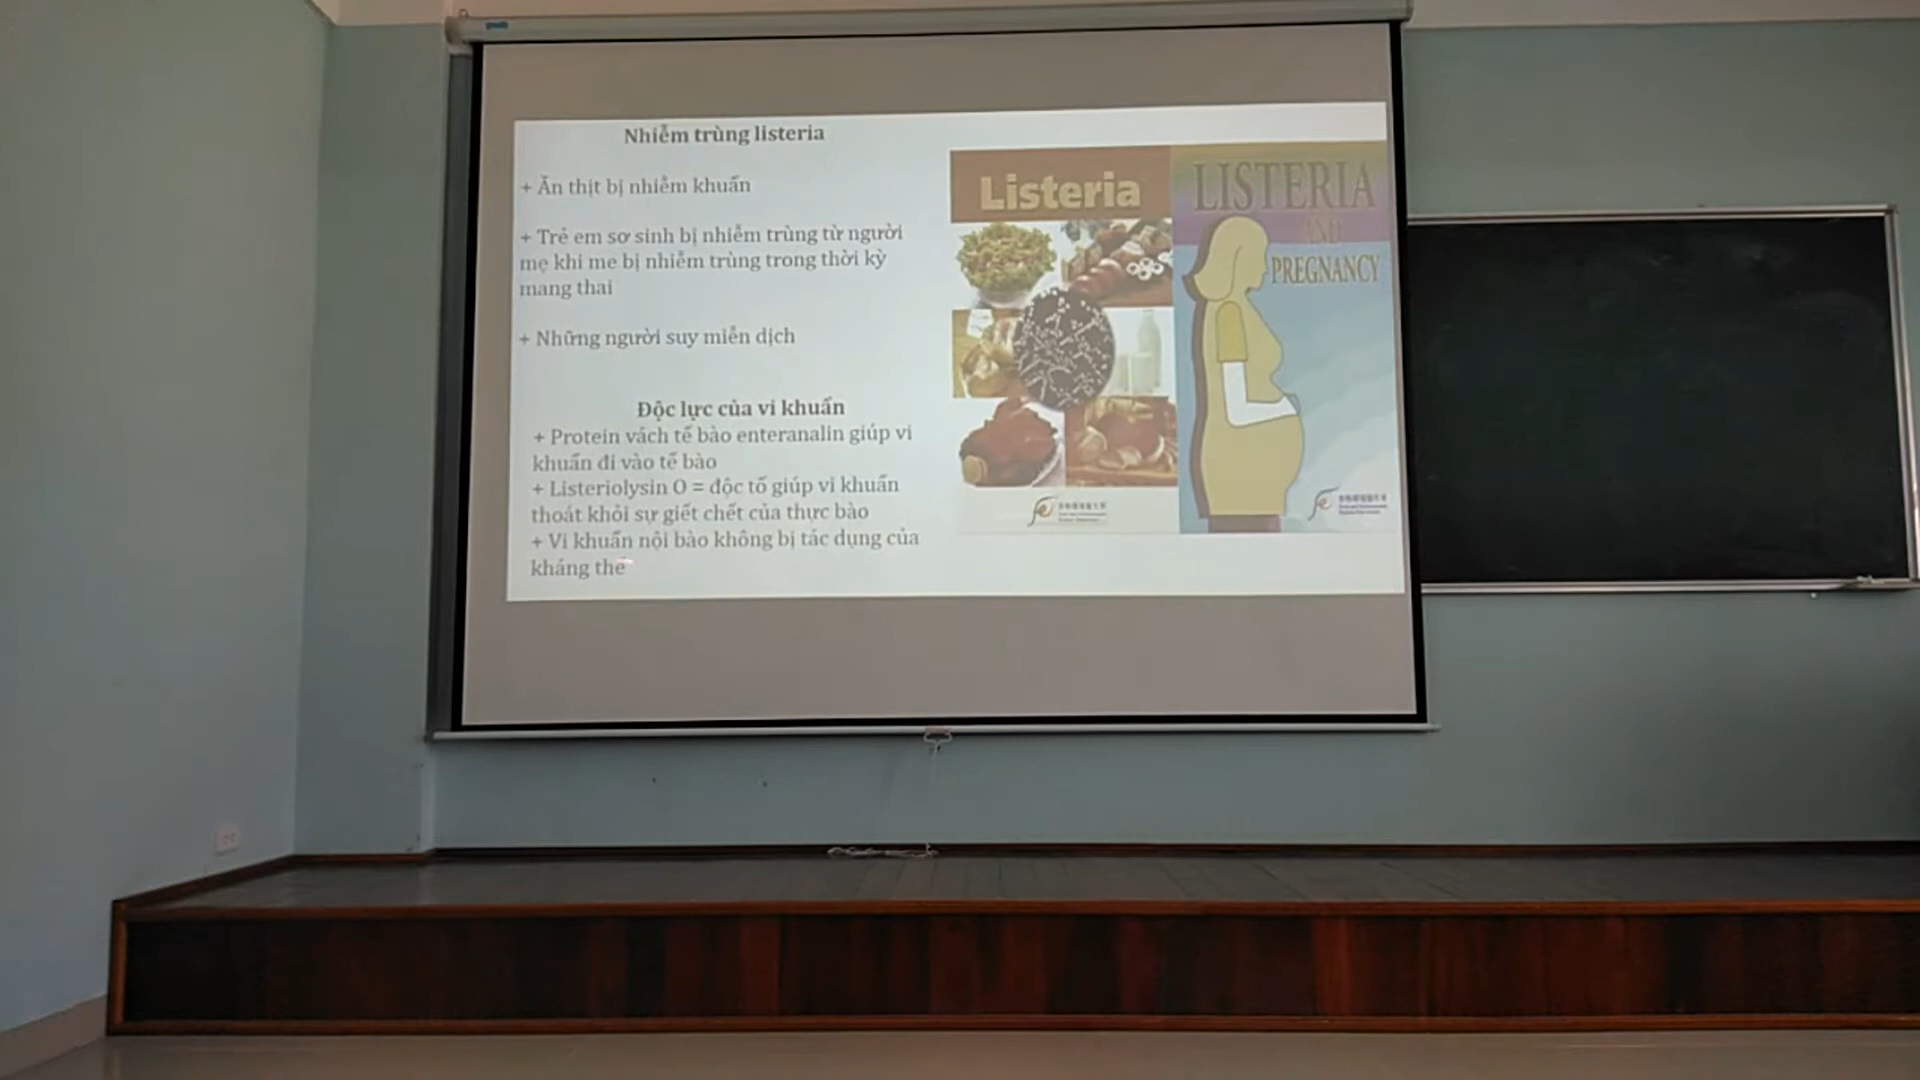 Nhiễm trùng listeria
+ Ăn thịt bị nhiễm khuẩn
+ Trẻ em sơ sinh bị nhiễm trùng từ người
mẹ khi me bị nhiễm trùng trong thời kỳ
mang thai
+ Những người suy miễn dịch
Độc lực của vi khuẩn
+ Protein vách tế bào enteranalin giúp vi
khuẩn đi vào tế bào
+ Listeriolysin O = độc tố giúp vi khuẩn
thoát khỏi sự giết chết của thực bào
+ Vi khuẩn nội bào không bị tác dụng của
kháng the
Listeria
LISTERIA
AND
PREGNANCY